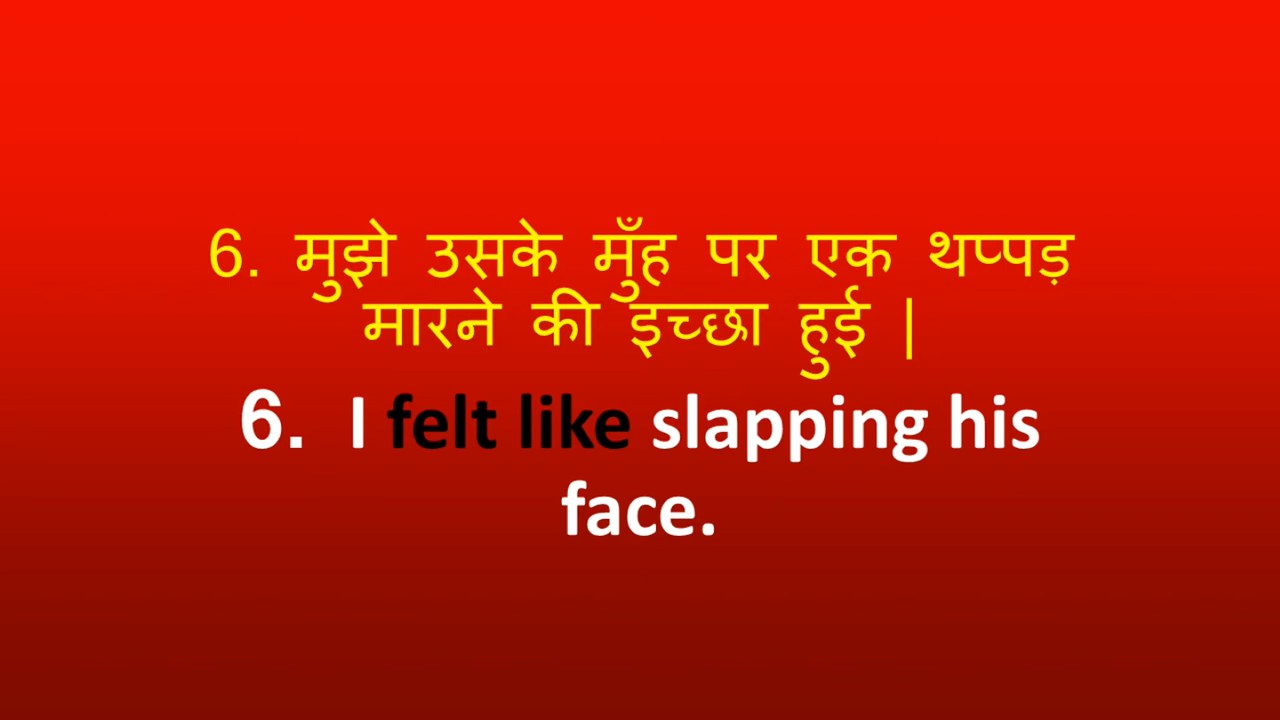 6. मुझे उसके मुँह पर एक थप्पड़
मारने की इच्छा हुई |
6. I felt like slapping his
face.